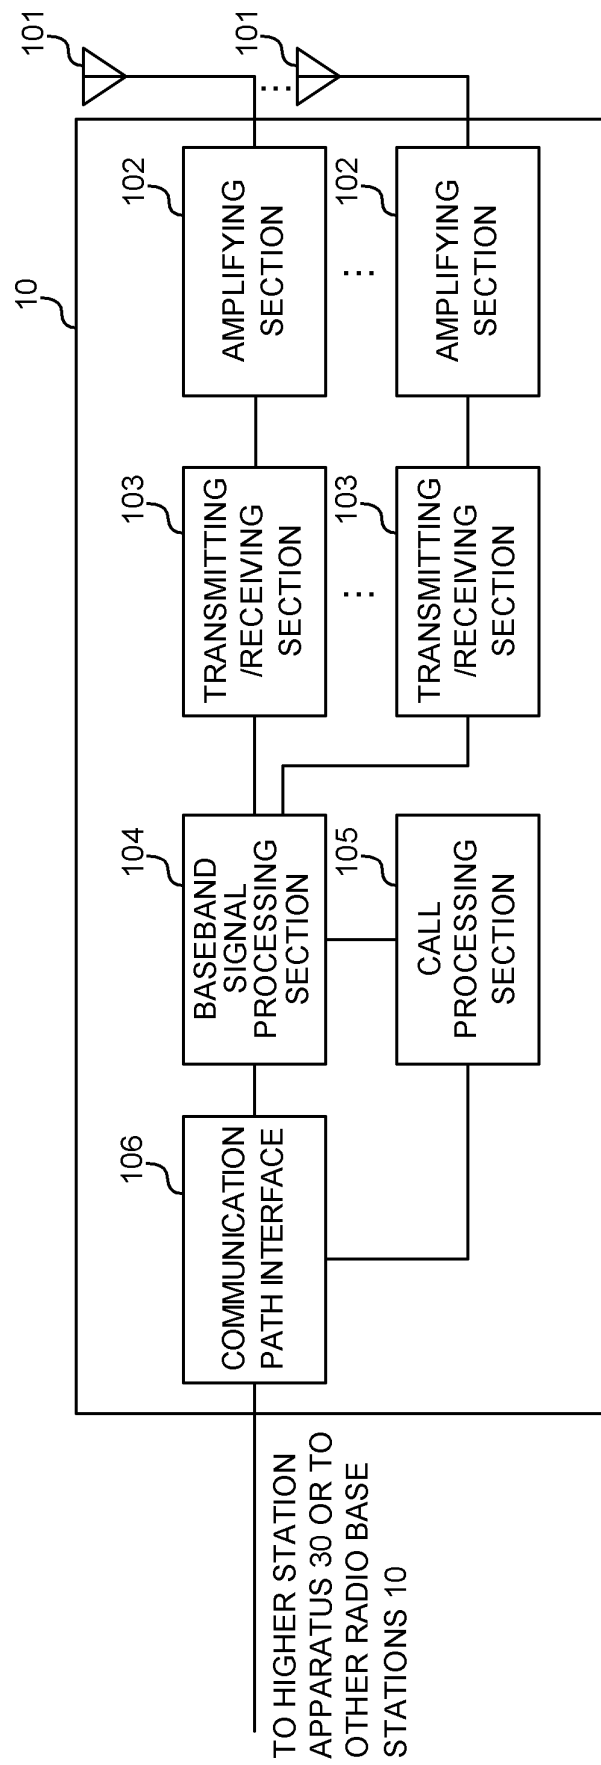 101
101
10
102
AMPLIFYING
SECTION
102
AMPLIFYING
SECTION
...
...
103
TRANSMITTING
/RECEIVING
SECTION
103
TRANSMITTING
/RECEIVING
SECTION
...
104
BASEBAND
SIGNAL
PROCESSING
SECTION
105
CALL
PROCESSING
SECTION
106
COMMUNICATION
PATH INTERFACE
TO HIGHER STATION
APPARATUS 30 OR TO
OTHER RADIO BASE
STATIONS 10